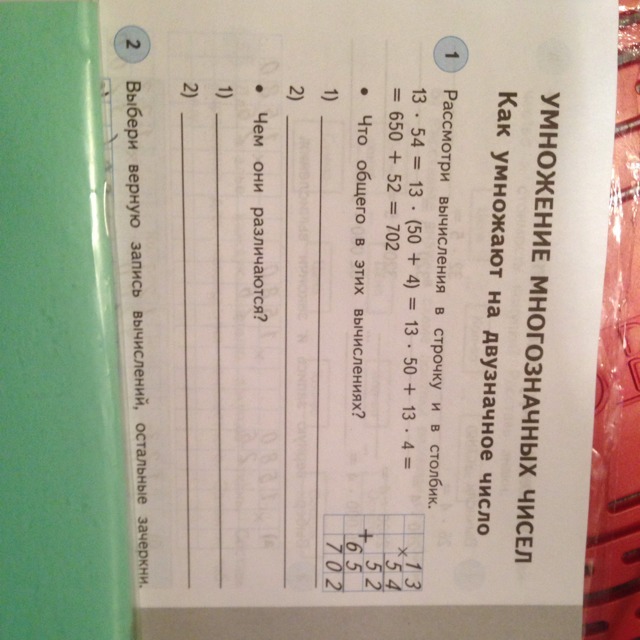 УМНОЖЕНИЕ МНОГОЗНАЧНЫХ ЧИСЕЛ
Как умножают на двузначное число
1 Рассмотри вычисления в строчку и в столбик.
13 · 54 = 13 · (50 + 4) = 13 · 50 + 13 · 4 =
= 650 + 52 = 702
× 13
54
+ 52
65
702
• Что общего в этих вычислениях?
1)
2)
• Чем они различаются?
1)
2)
2 Выбери верную запись вычислений, остальные зачеркни.